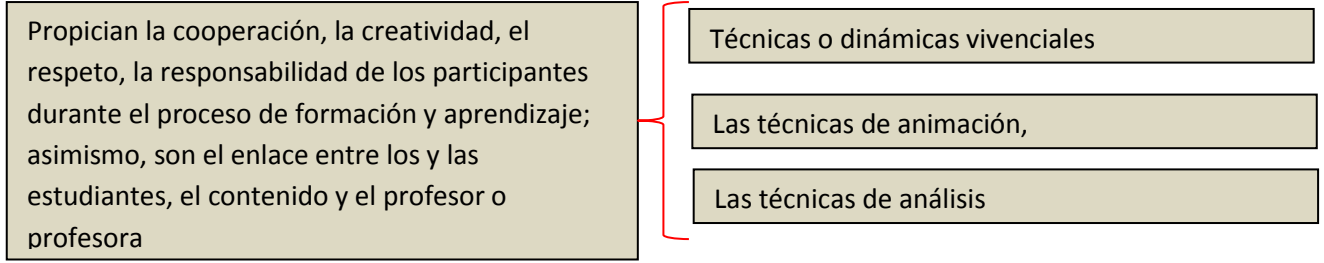 Propician la cooperación, la creatividad, el
respeto, la responsabilidad de los participantes
durante el proceso de formación y aprendizaje;
asimismo, son el enlace entre los y las
estudiantes, el contenido y el profesor o
profesora
Técnicas o dinámicas vivenciales
Las técnicas de animación,
Las técnicas de análisis